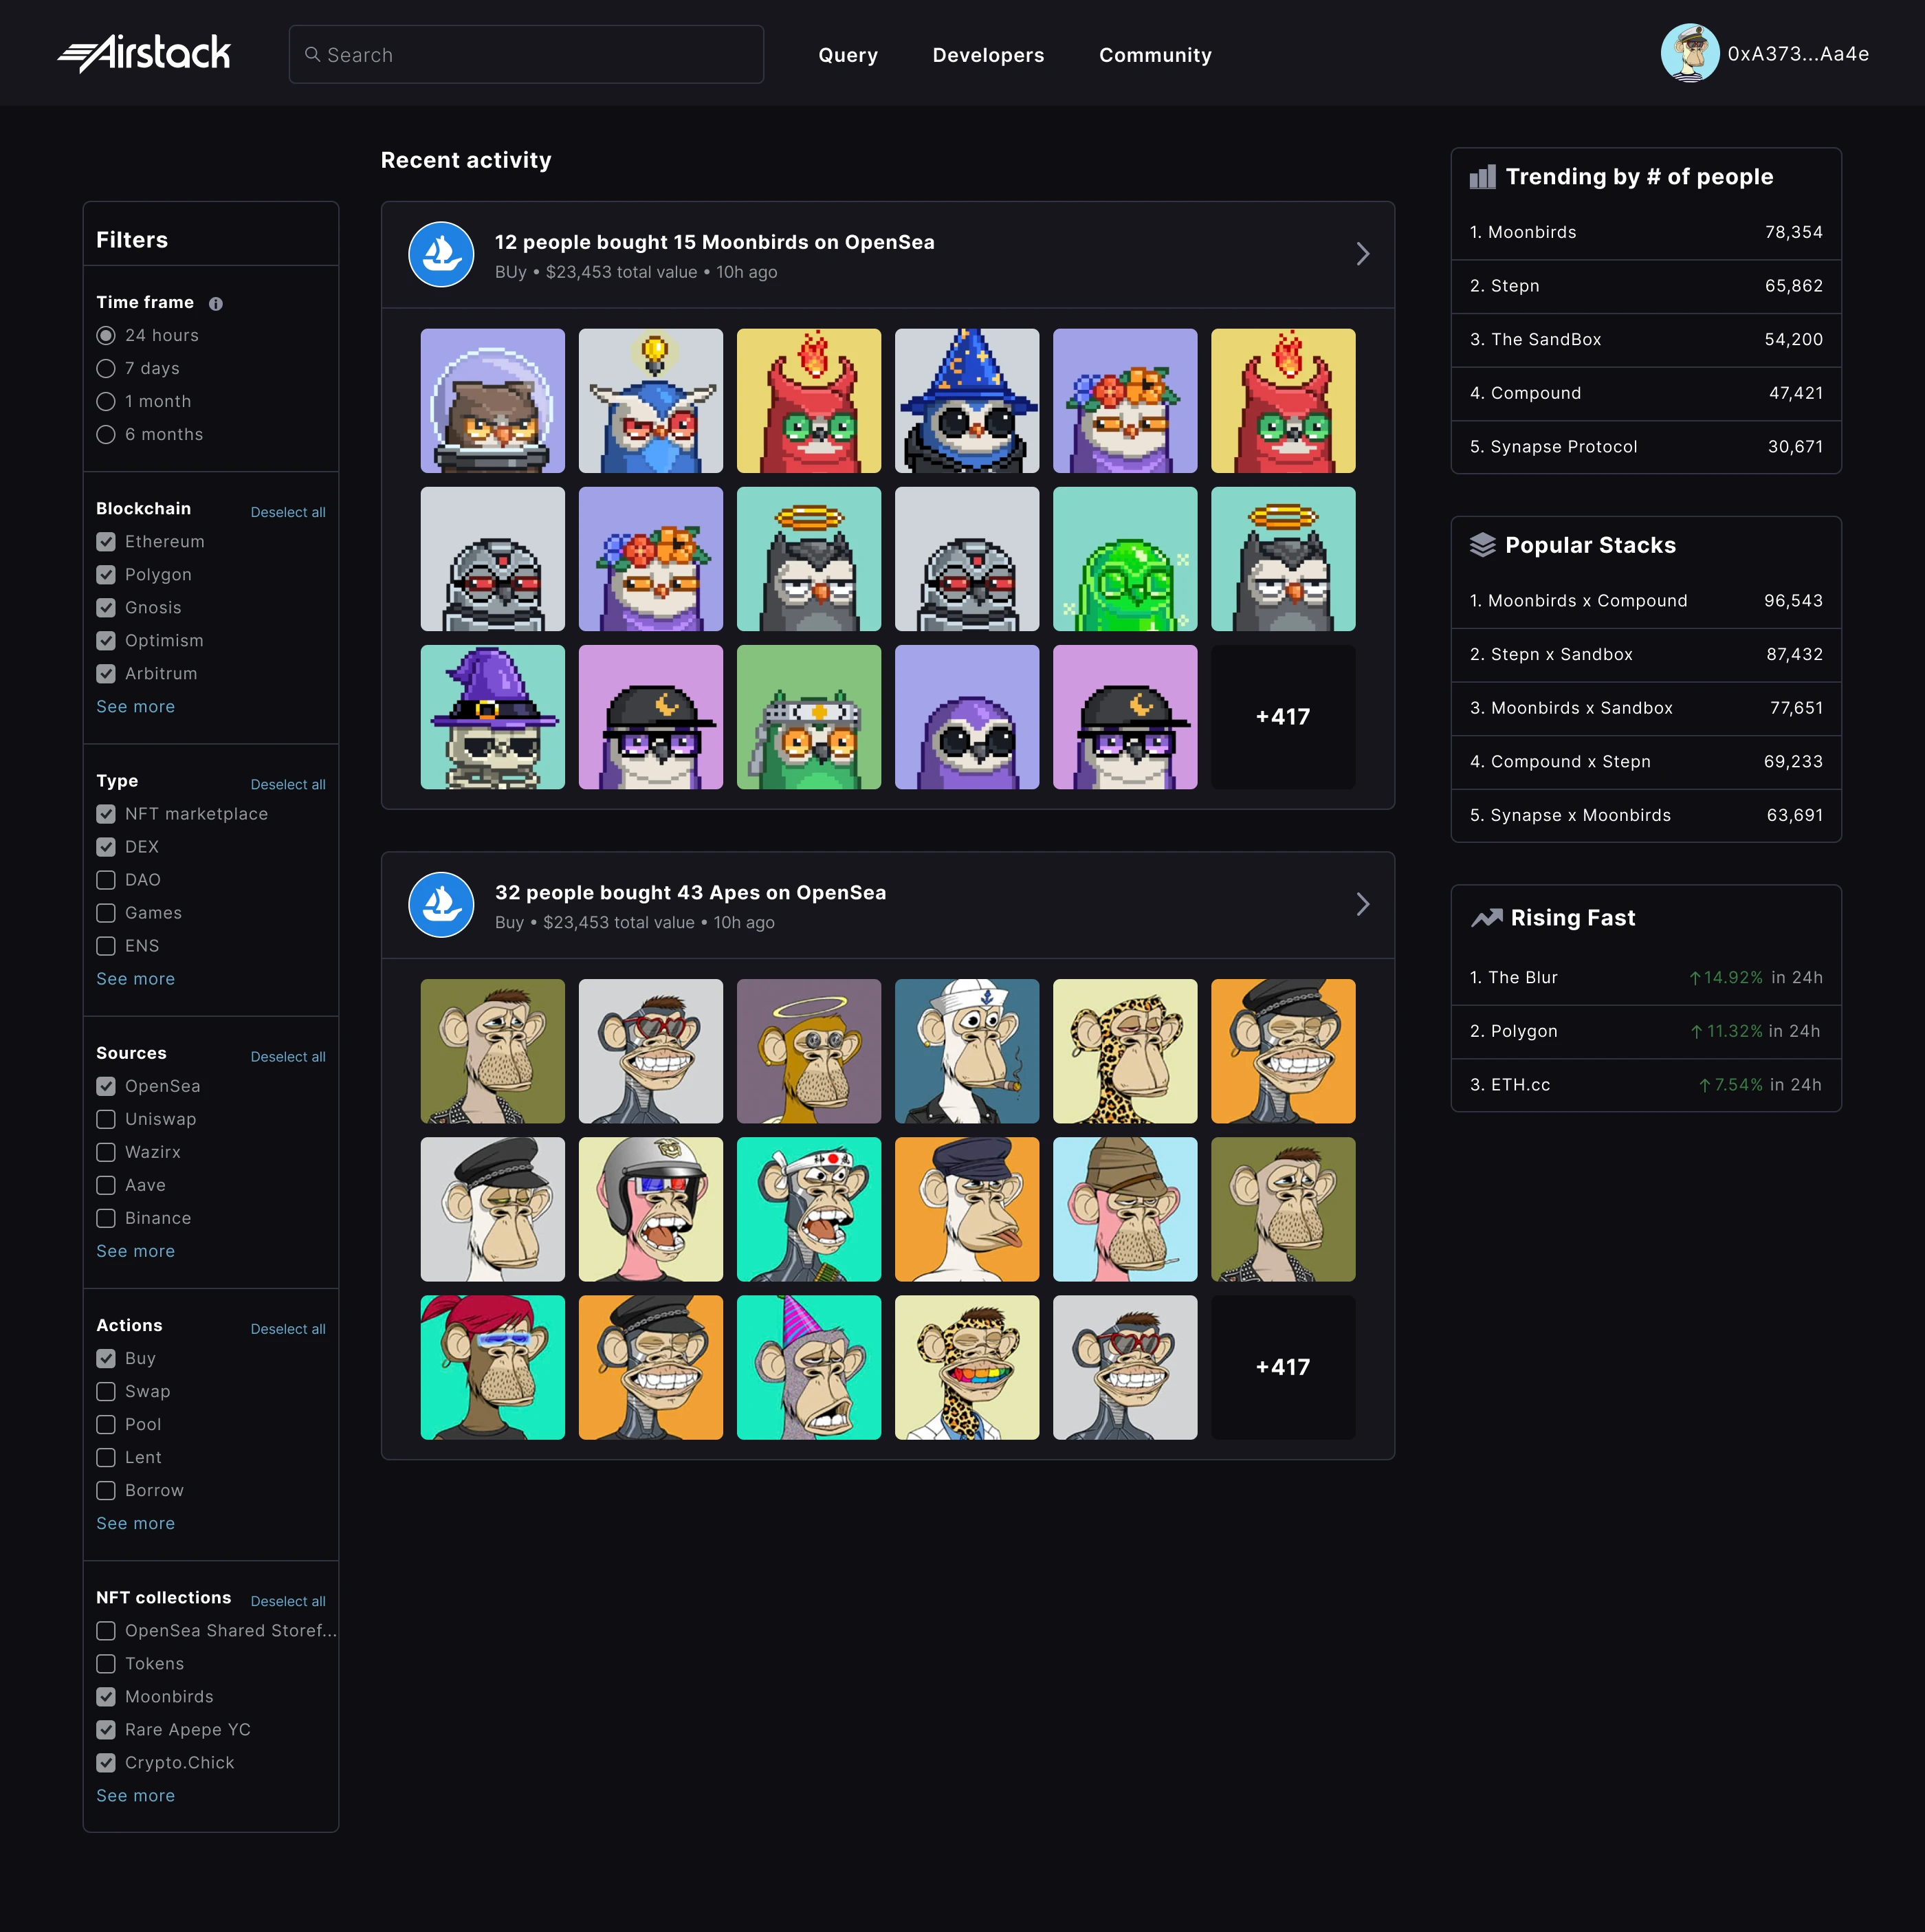 Airstack
Search
Query
Developers
Community
0xA373...Aa4e
Filters
Time frame
24 hours
7 days
1 month
6 months
Blockchain Deselect all
Ethereum
Polygon
Gnosis
Optimism
Arbitrum
See more
Type Deselect all
NFT marketplace
DEX
DAO
Games
ENS
See more
Sources Deselect all
OpenSea
Uniswap
Wazirx
Aave
Binance
See more
Actions Deselect all
Buy
Swap
Pool
Lent
Borrow
See more
NFT collections Deselect all
OpenSea Shared Storef...
Tokens
Moonbirds
Rare Apepe YC
Crypto.Chick
See more
Recent activity
12 people bought 15 Moonbirds on OpenSea
BUy • $23,453 total value • 10h ago
+417
32 people bought 43 Apes on OpenSea
Buy • $23,453 total value • 10h ago
+417
Trending by # of people
1. Moonbirds 78,354
2. Stepn 65,862
3. The SandBox 54,200
4. Compound 47,421
5. Synapse Protocol 30,671
Popular Stacks
1. Moonbirds x Compound 96,543
2. Stepn x Sandbox 87,432
3. Moonbirds x Sandbox 77,651
4. Compound x Stepn 69,233
5. Synapse x Moonbirds 63,691
Rising Fast
1. The Blur ↑14.92% in 24h
2. Polygon ↑11.32% in 24h
3. ETH.cc ↑7.54% in 24h